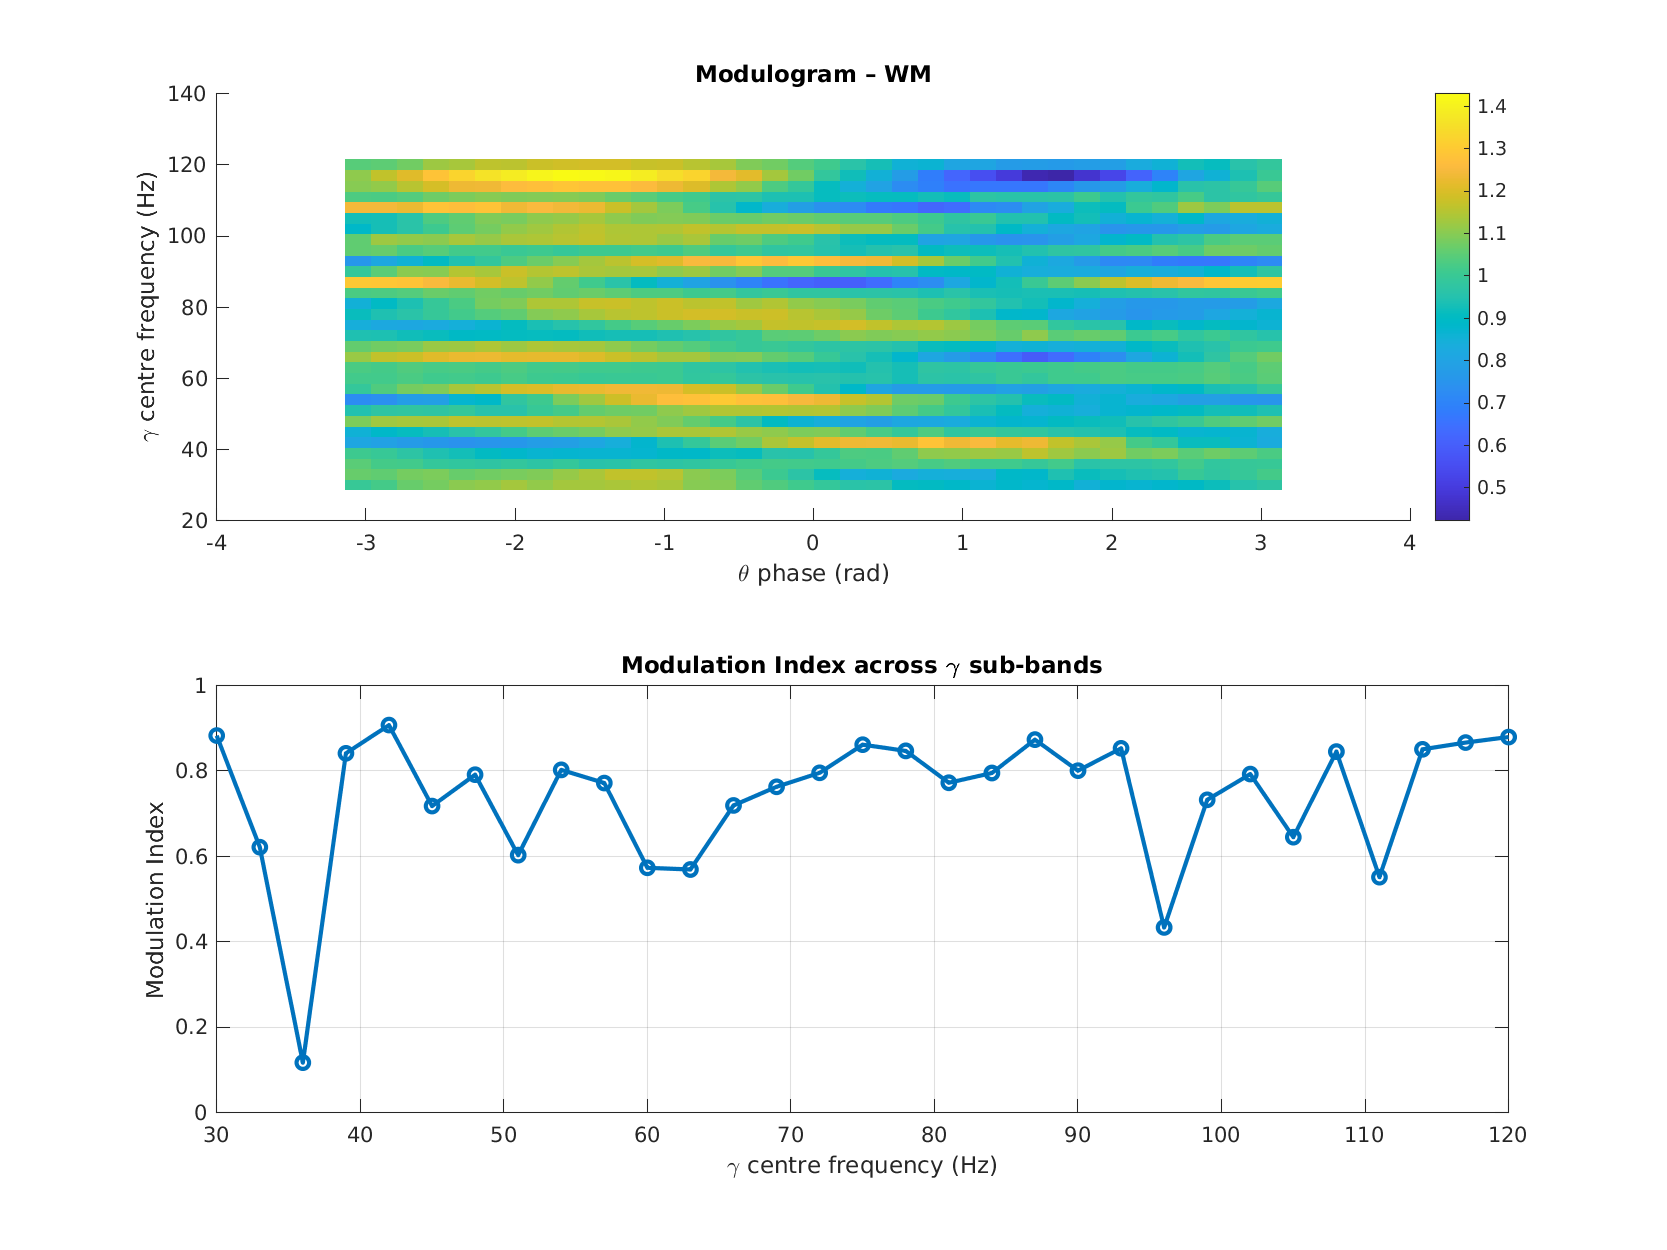 Modulogram – WM
140
120
100
80
60
40
20
γ centre frequency (Hz)
-4 -3 -2 -1 0 1 2 3 4
θ phase (rad)
1.4
1.3
1.2
1.1
1
0.9
0.8
0.7
0.6
0.5
Modulation Index across γ sub-bands
1
0.8
0.6
0.4
0.2
0
Modulation Index
30 40 50 60 70 80 90 100 110 120
γ centre frequency (Hz)